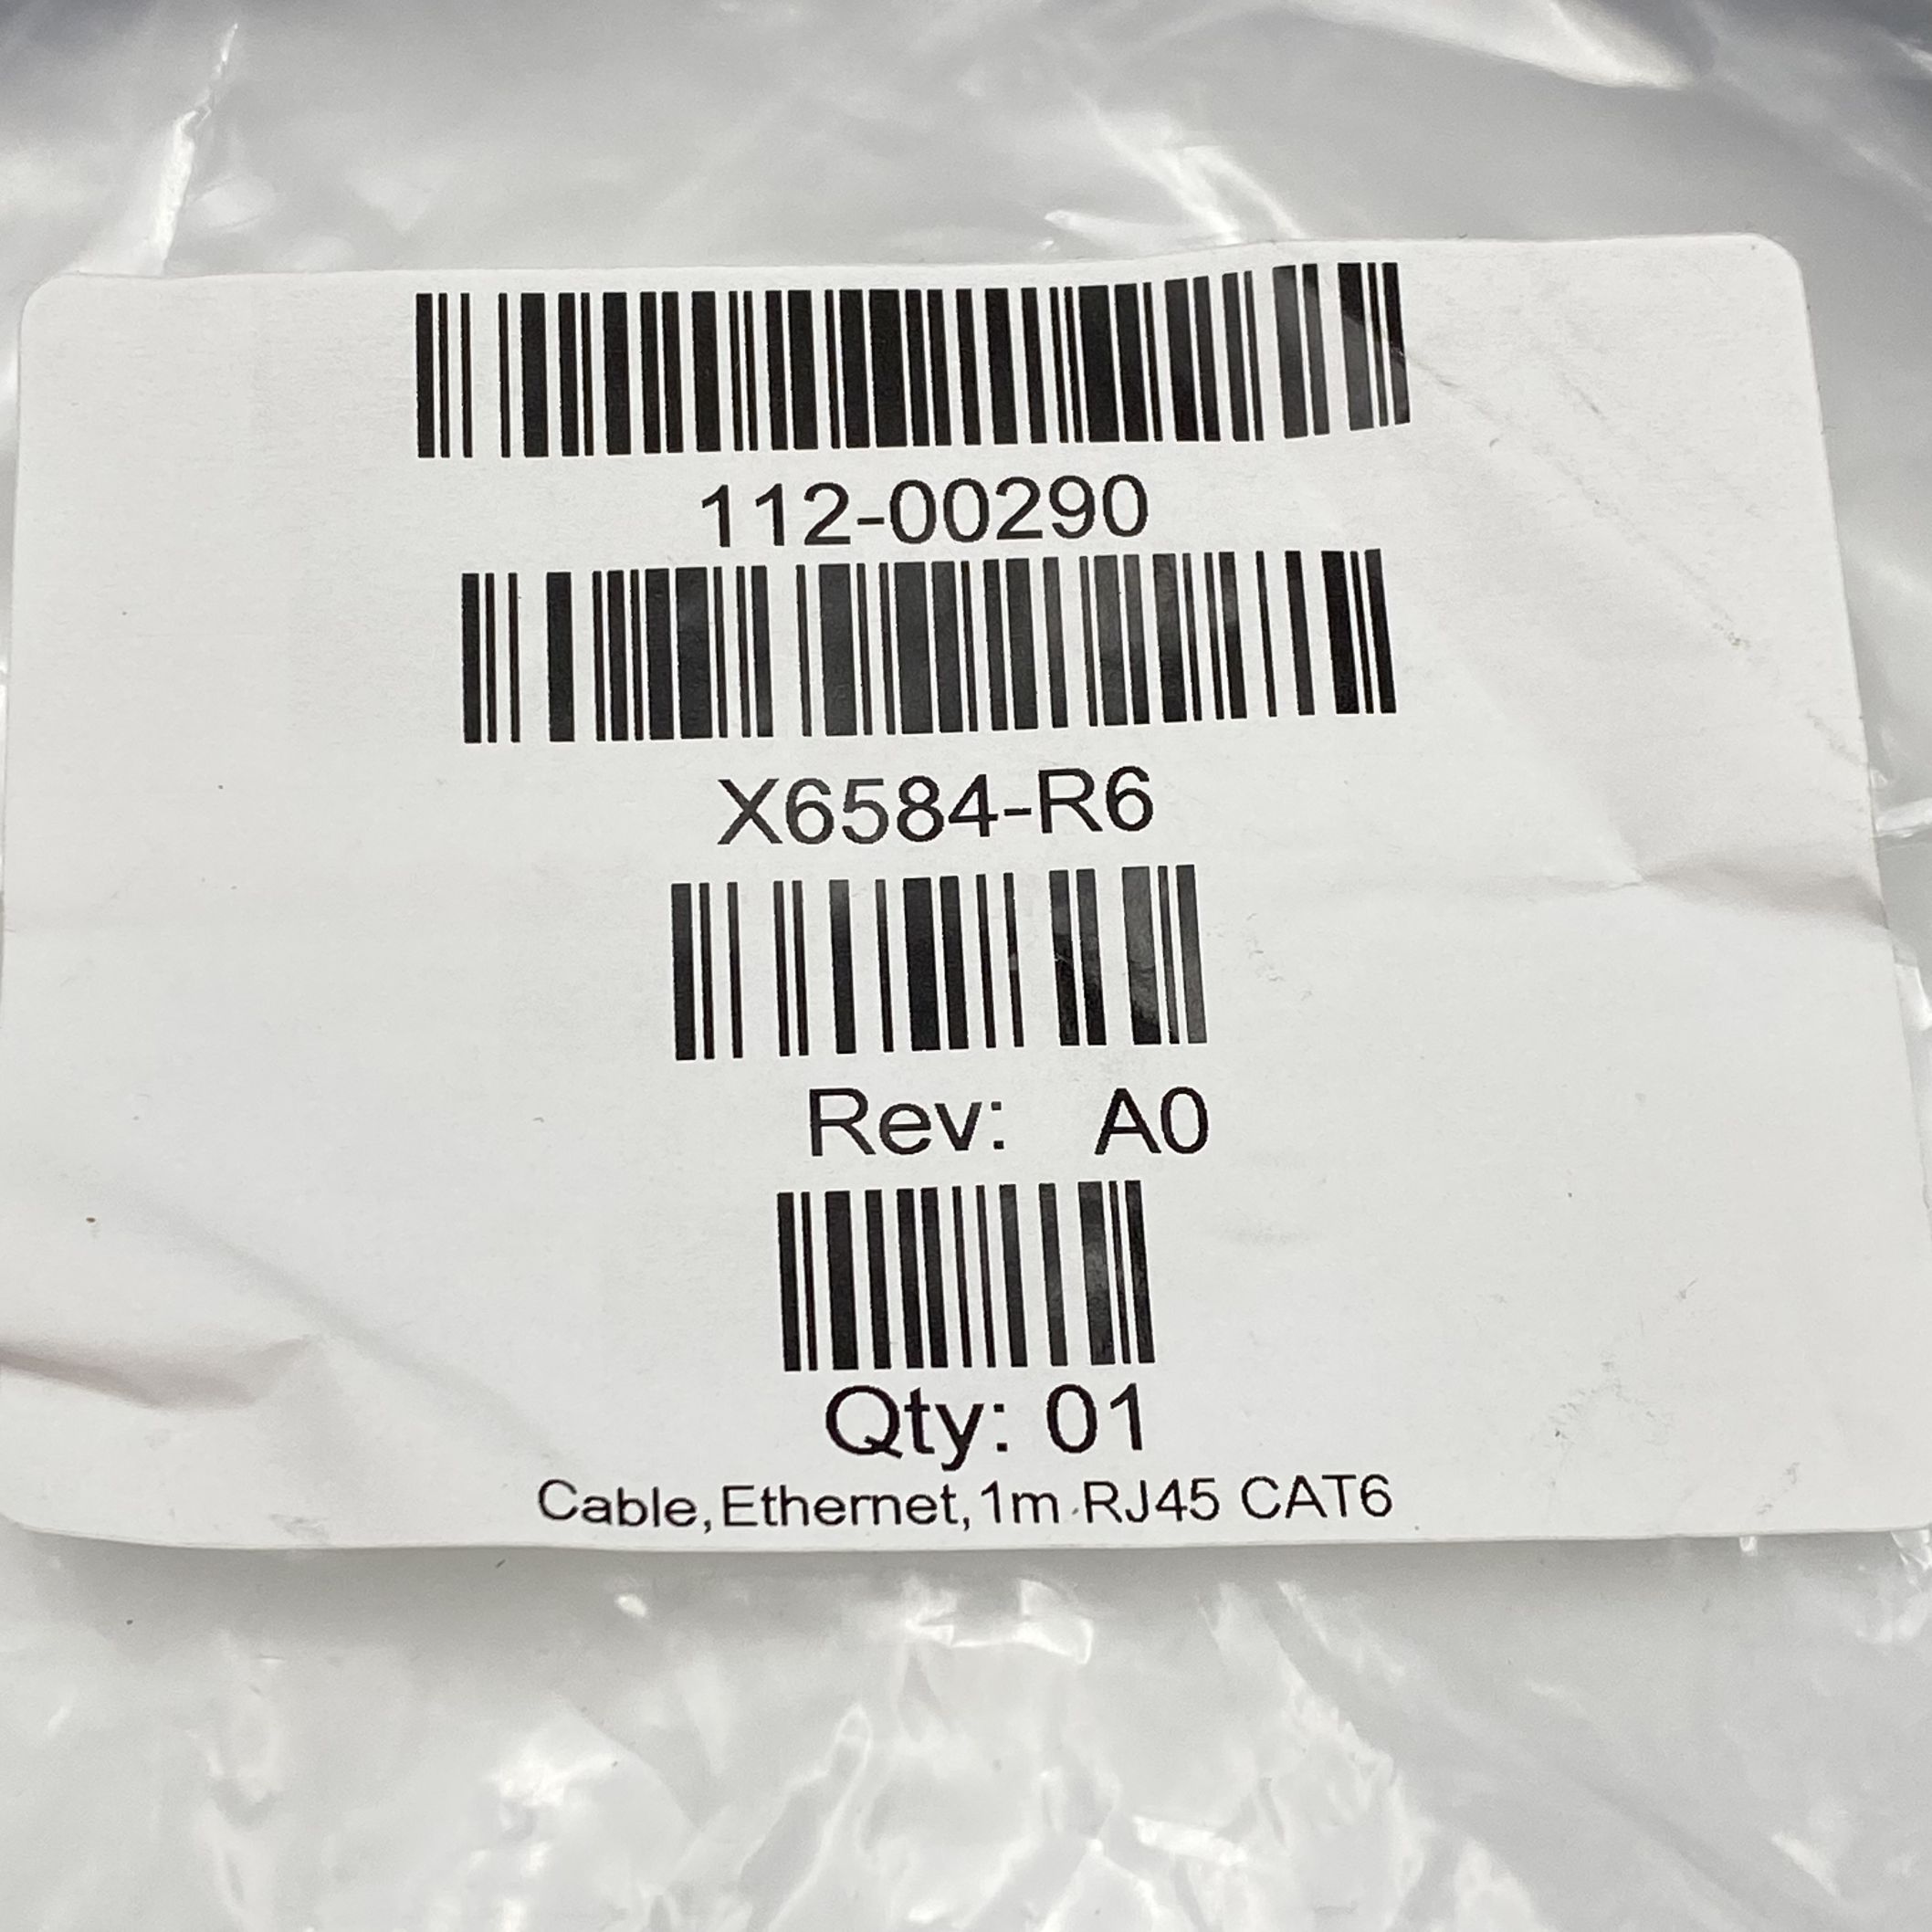 112-00290
X6584-R6
Rev: A0
Qty: 01
Cable,Ethernet,1m RJ45 CAT6